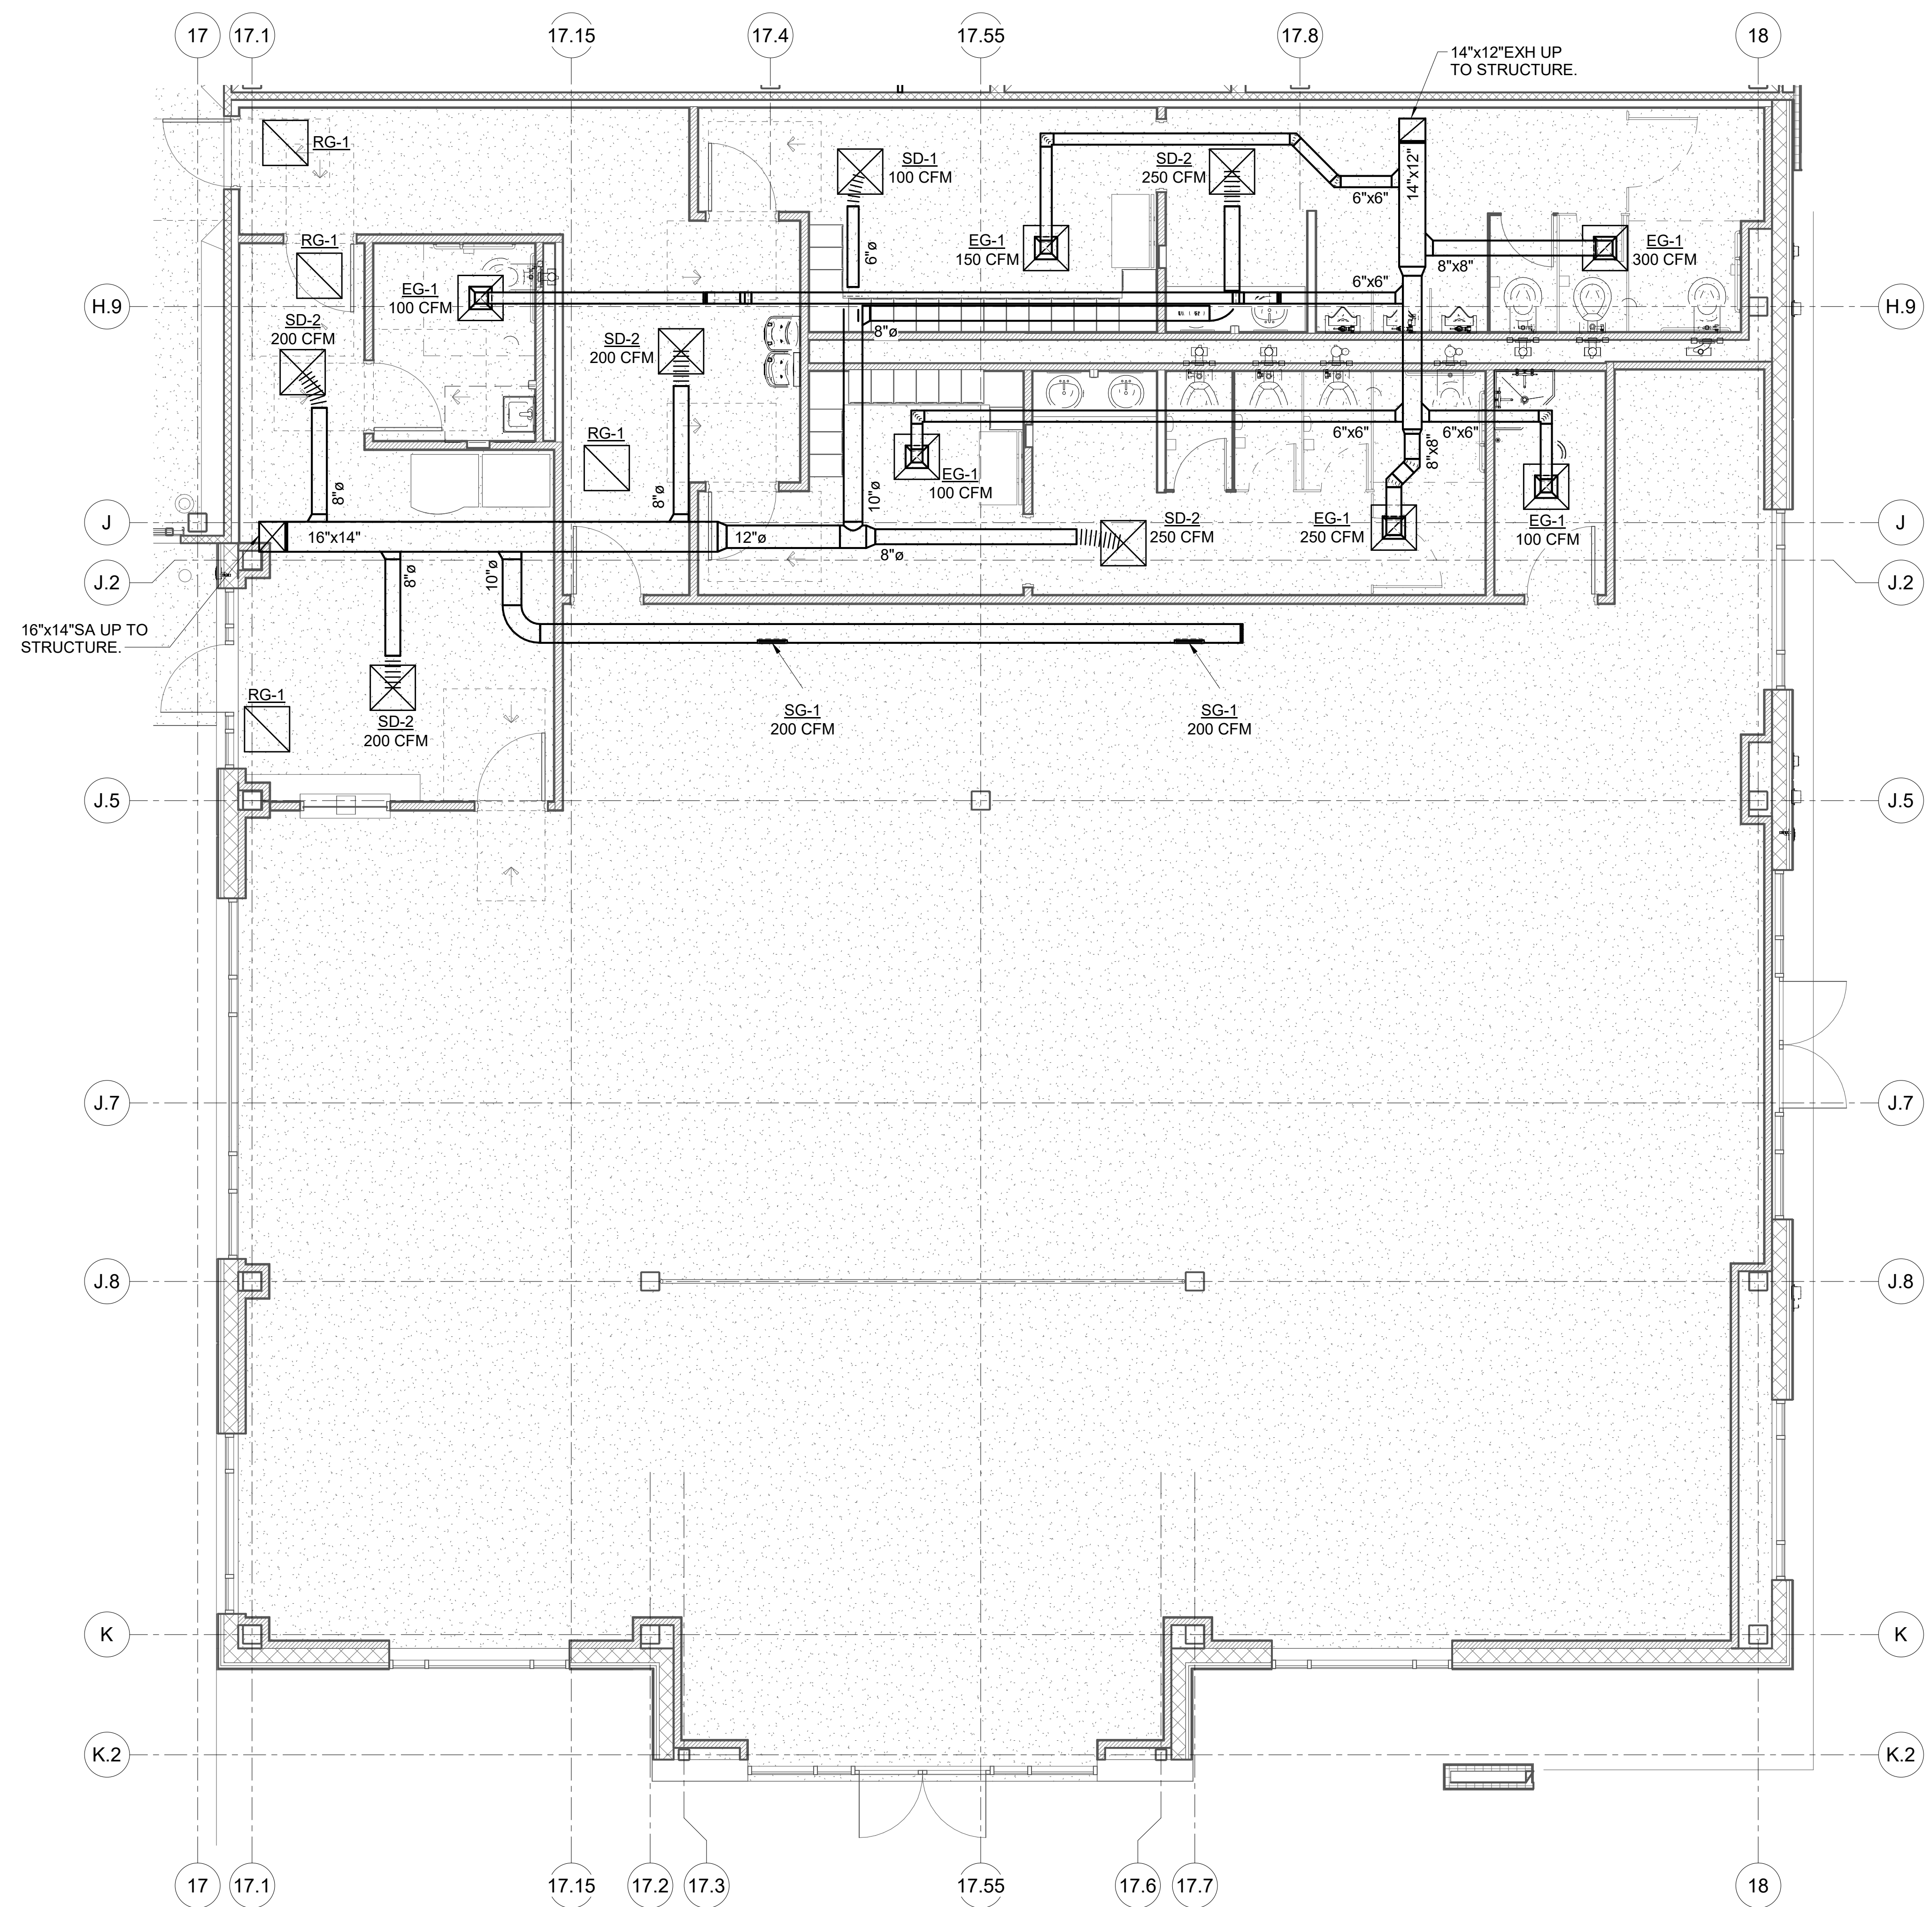 17
17.1
17.15
17.4
17.55
17.8
18
14"x12"EXH UP
TO STRUCTURE.
RG-1
SD-1
100 CFM
SD-2
250 CFM
14"x12"
6"x6"
6"ø
RG-1
EG-1
150 CFM
EG-1
300 CFM
8"x8"
EG-1
100 CFM
6"x6"
H.9
H.9
SD-2
200 CFM
SD-2
200 CFM
8"ø
RG-1
6"x6"
6"x6"
8"x8"
EG-1
100 CFM
8"ø
8"ø
10"ø
J
J
16"x14"
12"ø
8"ø
SD-2
250 CFM
EG-1
250 CFM
EG-1
100 CFM
J.2
J.2
8"ø
10"ø
16"x14"SA UP TO
STRUCTURE.
RG-1
SD-2
200 CFM
SG-1
200 CFM
SG-1
200 CFM
J.5
J.5
J.7
J.7
J.8
J.8
K
K
K.2
K.2
17
17.1
17.15
17.2
17.3
17.55
17.6
17.7
18